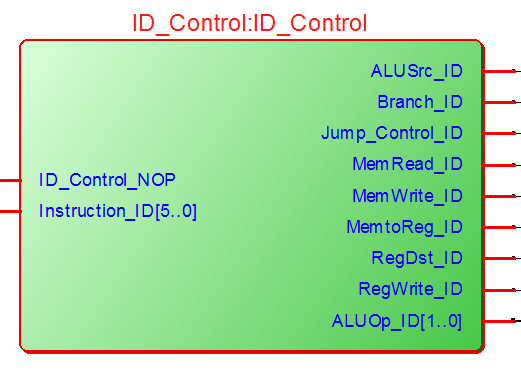 ID_Control:ID_Control
ALUSrc_ID
Branch_ID
Jump_Control_ID
MemRead_ID
ID_Control_NOP
MemWrite_ID
Instruction_ID[5..0]
MemtoReg_ID
RegDst_ID
RegWrite_ID
ALUOp_ID[1..0]